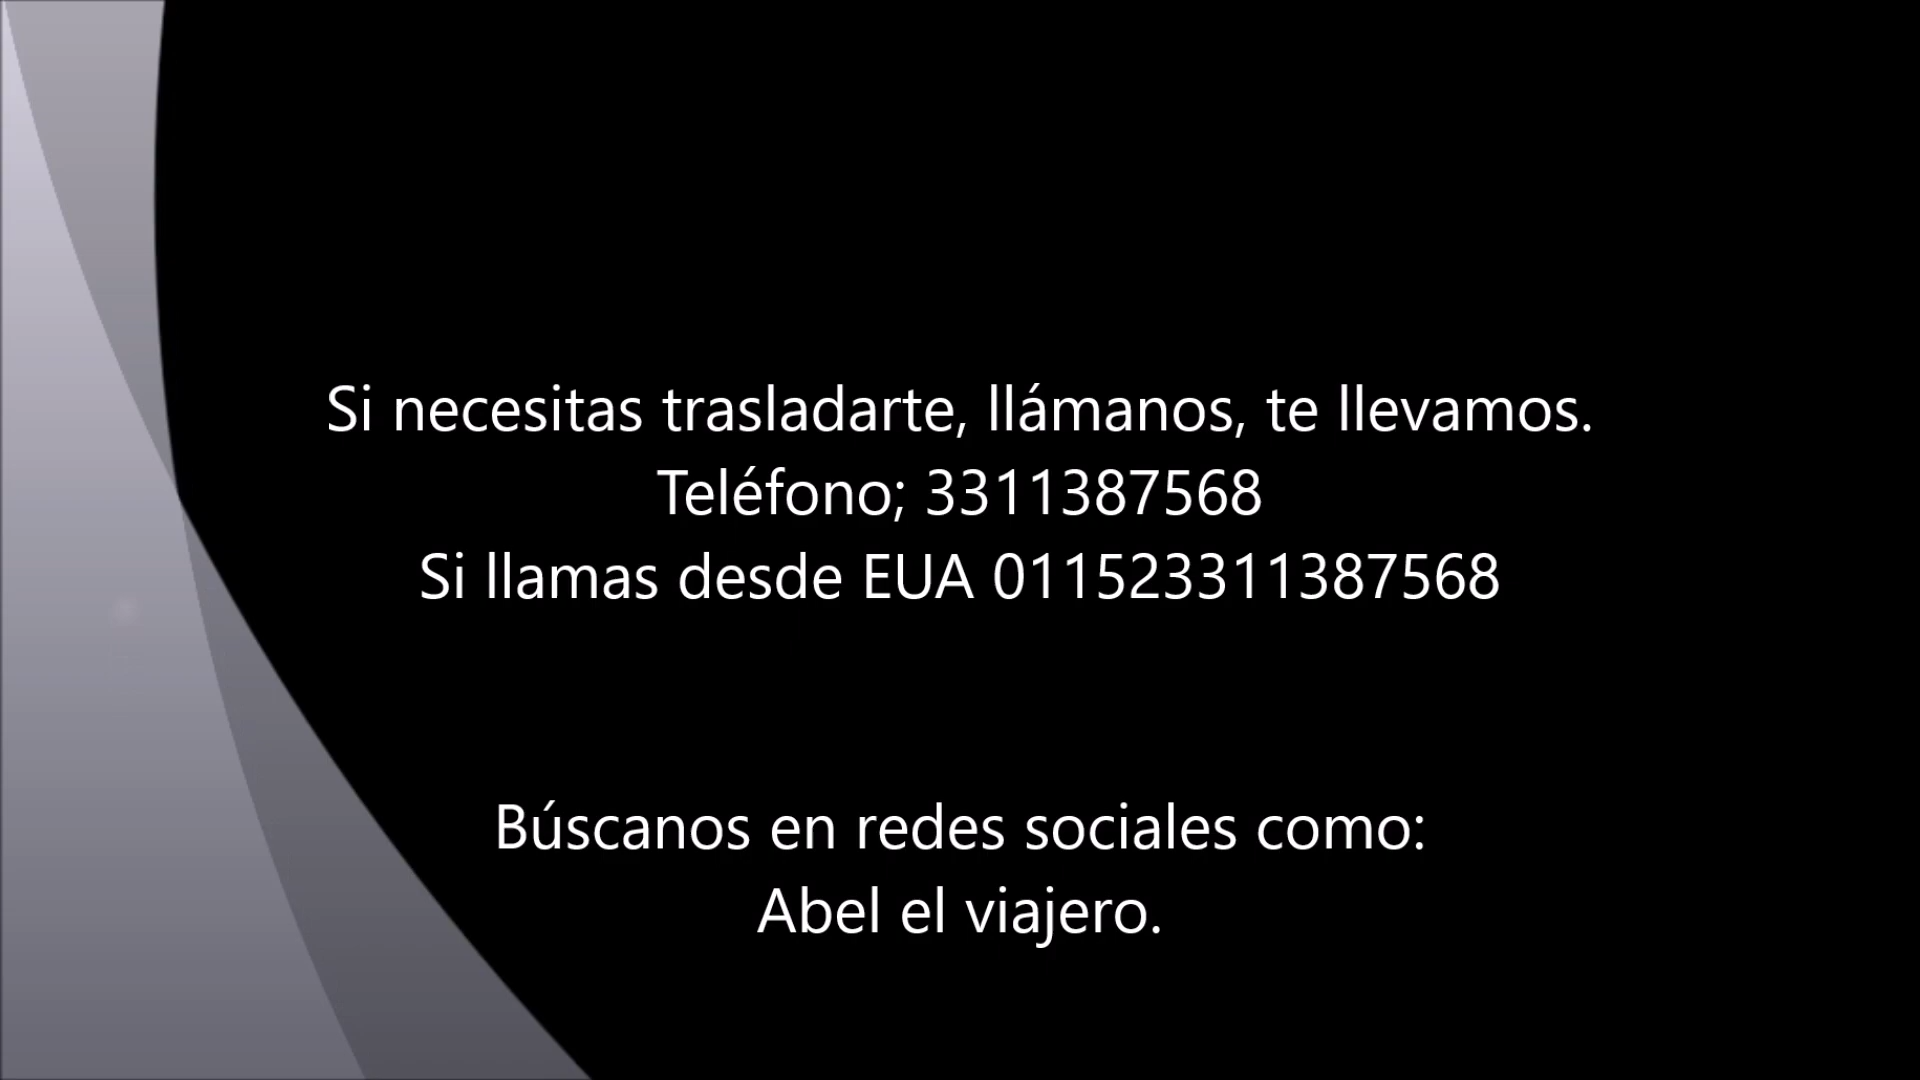 Si necesitas trasladarte, llámanos, te llevamos.
Teléfono; 3311387568
Si llamas desde EUA 011523311387568
Búscanos en redes sociales como:
Abel el viajero.